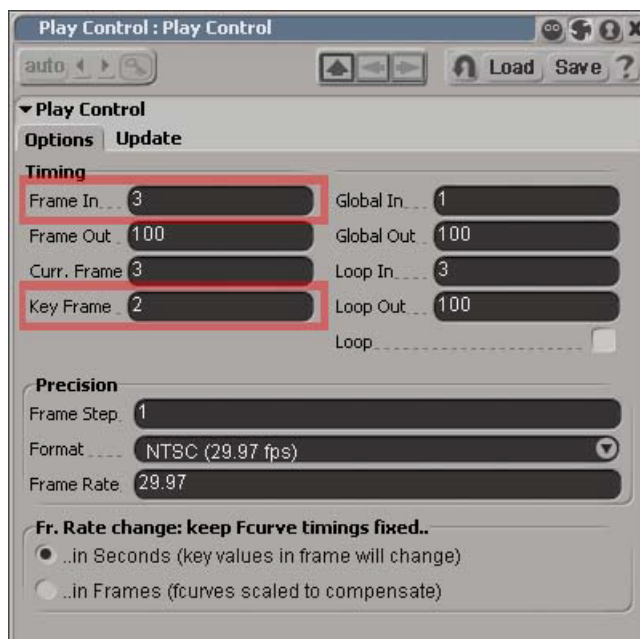 Play Control : Play Control
auto
Load Save ?
Play Control
Options Update
Timing
Frame In 3
Global In 1
Frame Out 100
Global Out 100
Curr. Frame 3
Loop In 3
Key Frame 2
Loop Out 100
Loop
Precision
Frame Step 1
Format NTSC (29.97 fps)
Frame Rate 29.97
Fr. Rate change: keep Fcurve timings fixed..
..in Seconds (key values in frame will change)
..in Frames (fcurves scaled to compensate)